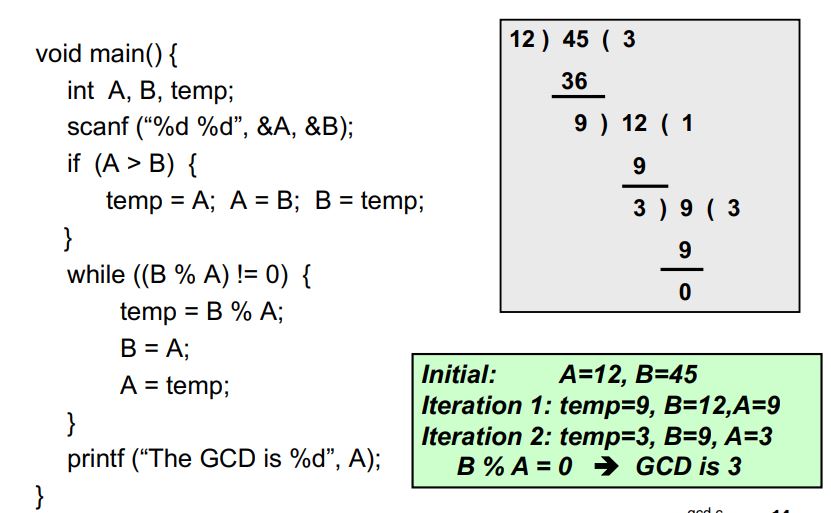 void main() {
int A, B, temp;
scanf (“%d %d”, &A, &B);
if (A > B) {
temp = A; A = B; B = temp;
}
while ((B % A) != 0) {
temp = B % A;
B = A;
A = temp;
}
printf (“The GCD is %d”, A);
}
12 ) 45 ( 3
36
9 ) 12 ( 1
9
3 ) 9 ( 3
9
0
Initial: A=12, B=45
Iteration 1: temp=9, B=12,A=9
Iteration 2: temp=3, B=9, A=3
B % A = 0 ➔ GCD is 3